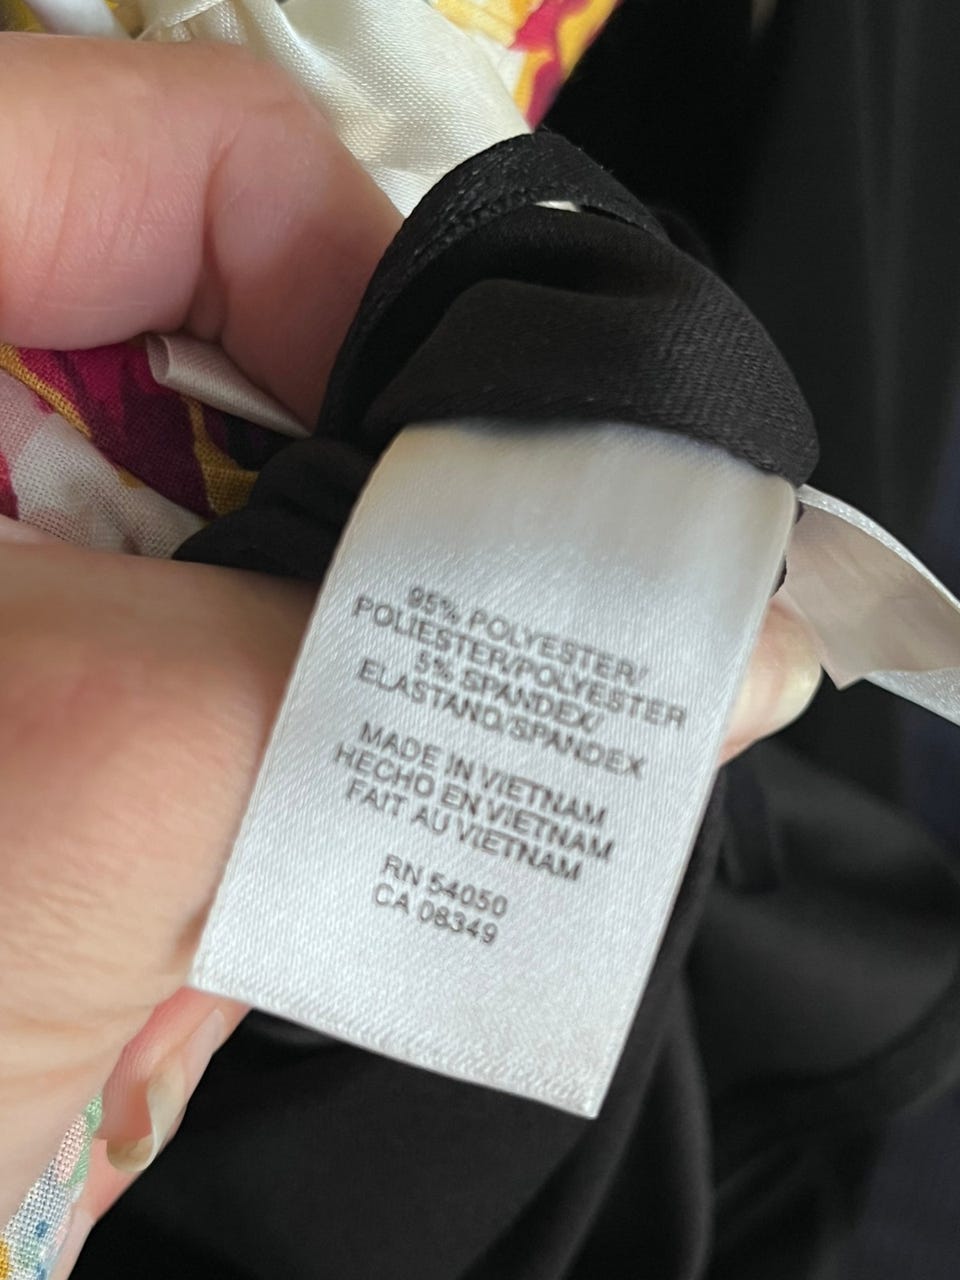 95% POLYESTER/
POLIESTER/POLYESTER
5% SPANDEX/
ELASTANO/SPANDEX
MADE IN VIETNAM
HECHO EN VIETNAM
FAIT AU VIETNAM
RN 54050
CA 08349